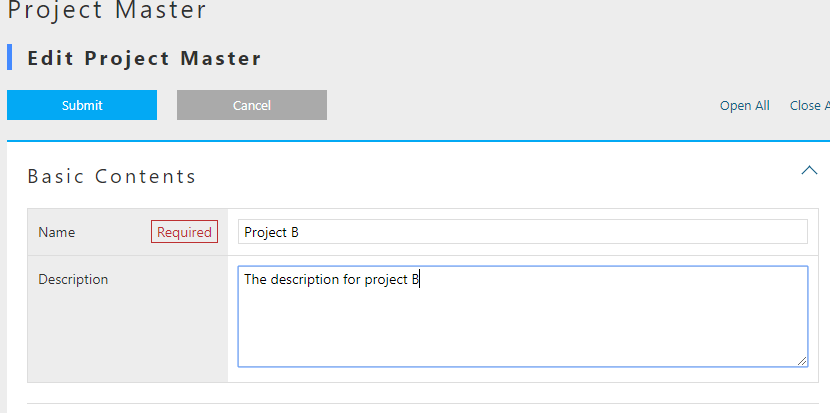 Project Master
Edit Project Master
Submit Cancel Open All Close A
Basic Contents
Name Required Project B
Description The description for project B